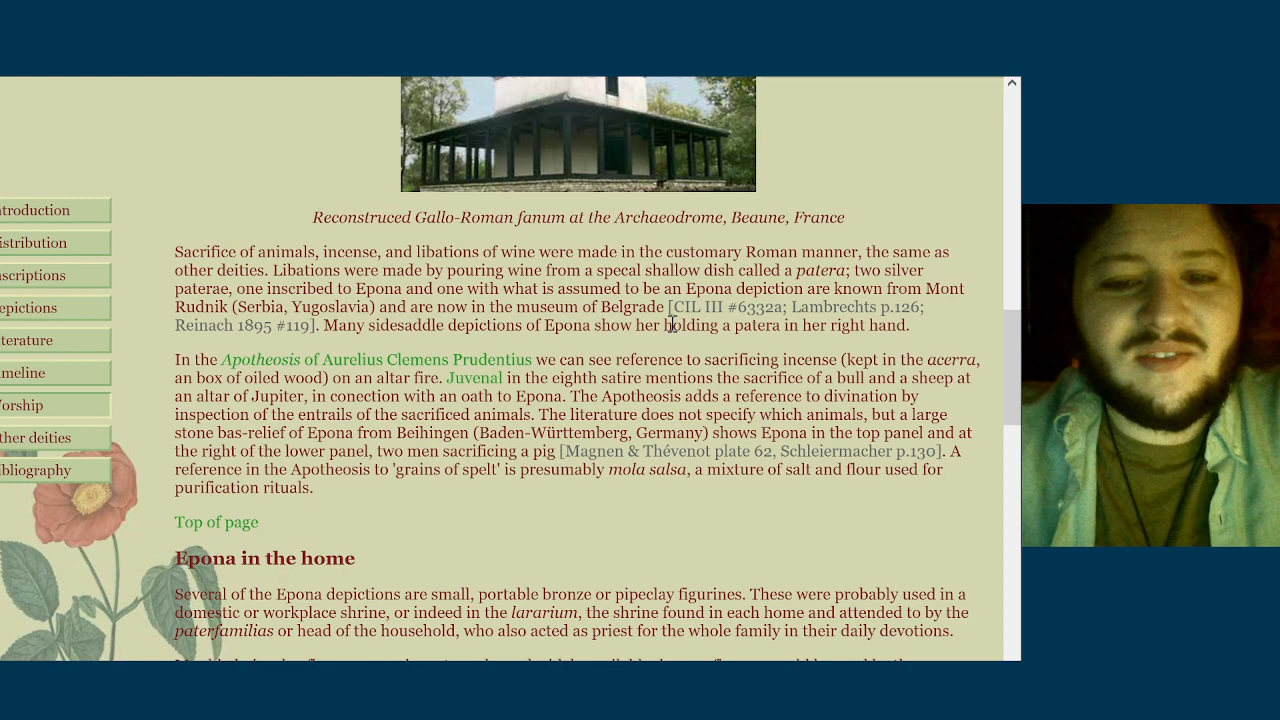 ntroduction
istribution
scriptions
epictions
terature
meline
orship
ther deities
bliography
Reconstruced Gallo-Roman fanum at the Archaeodrome, Beaune, France
Sacrifice of animals, incense, and libations of wine were made in the customary Roman manner, the same as
other deities. Libations were made by pouring wine from a specal shallow dish called a patera; two silver
paterae, one inscribed to Epona and one with what is assumed to be an Epona depiction are known from Mont
Rudnik (Serbia, Yugoslavia) and are now in the museum of Belgrade [CIL III #6332a; Lambrechts p.126;
Reinach 1895 #119]. Many sidesaddle depictions of Epona show her holding a patera in her right hand.
In the Apotheosis of Aurelius Clemens Prudentius we can see reference to sacrificing incense (kept in the acerra,
an box of oiled wood) on an altar fire. Juvenal in the eighth satire mentions the sacrifice of a bull and a sheep at
an altar of Jupiter, in conection with an oath to Epona. The Apotheosis adds a reference to divination by
inspection of the entrails of the sacrificed animals. The literature does not specify which animals, but a large
stone bas-relief of Epona from Beihingen (Baden-Württemberg, Germany) shows Epona in the top panel and at
the right of the lower panel, two men sacrificing a pig [Magnen & Thévenot plate 62, Schleiermacher p.130]. A
reference in the Apotheosis to 'grains of spelt' is presumably mola salsa, a mixture of salt and flour used for
purification rituals.
Top of page
Epona in the home
Several of the Epona depictions are small, portable bronze or pipeclay figurines. These were probably used in a
domestic or workplace shrine, or indeed in the lararium, the shrine found in each home and attended to by the
paterfamilias or head of the household, who also acted as priest for the whole family in their daily devotions.